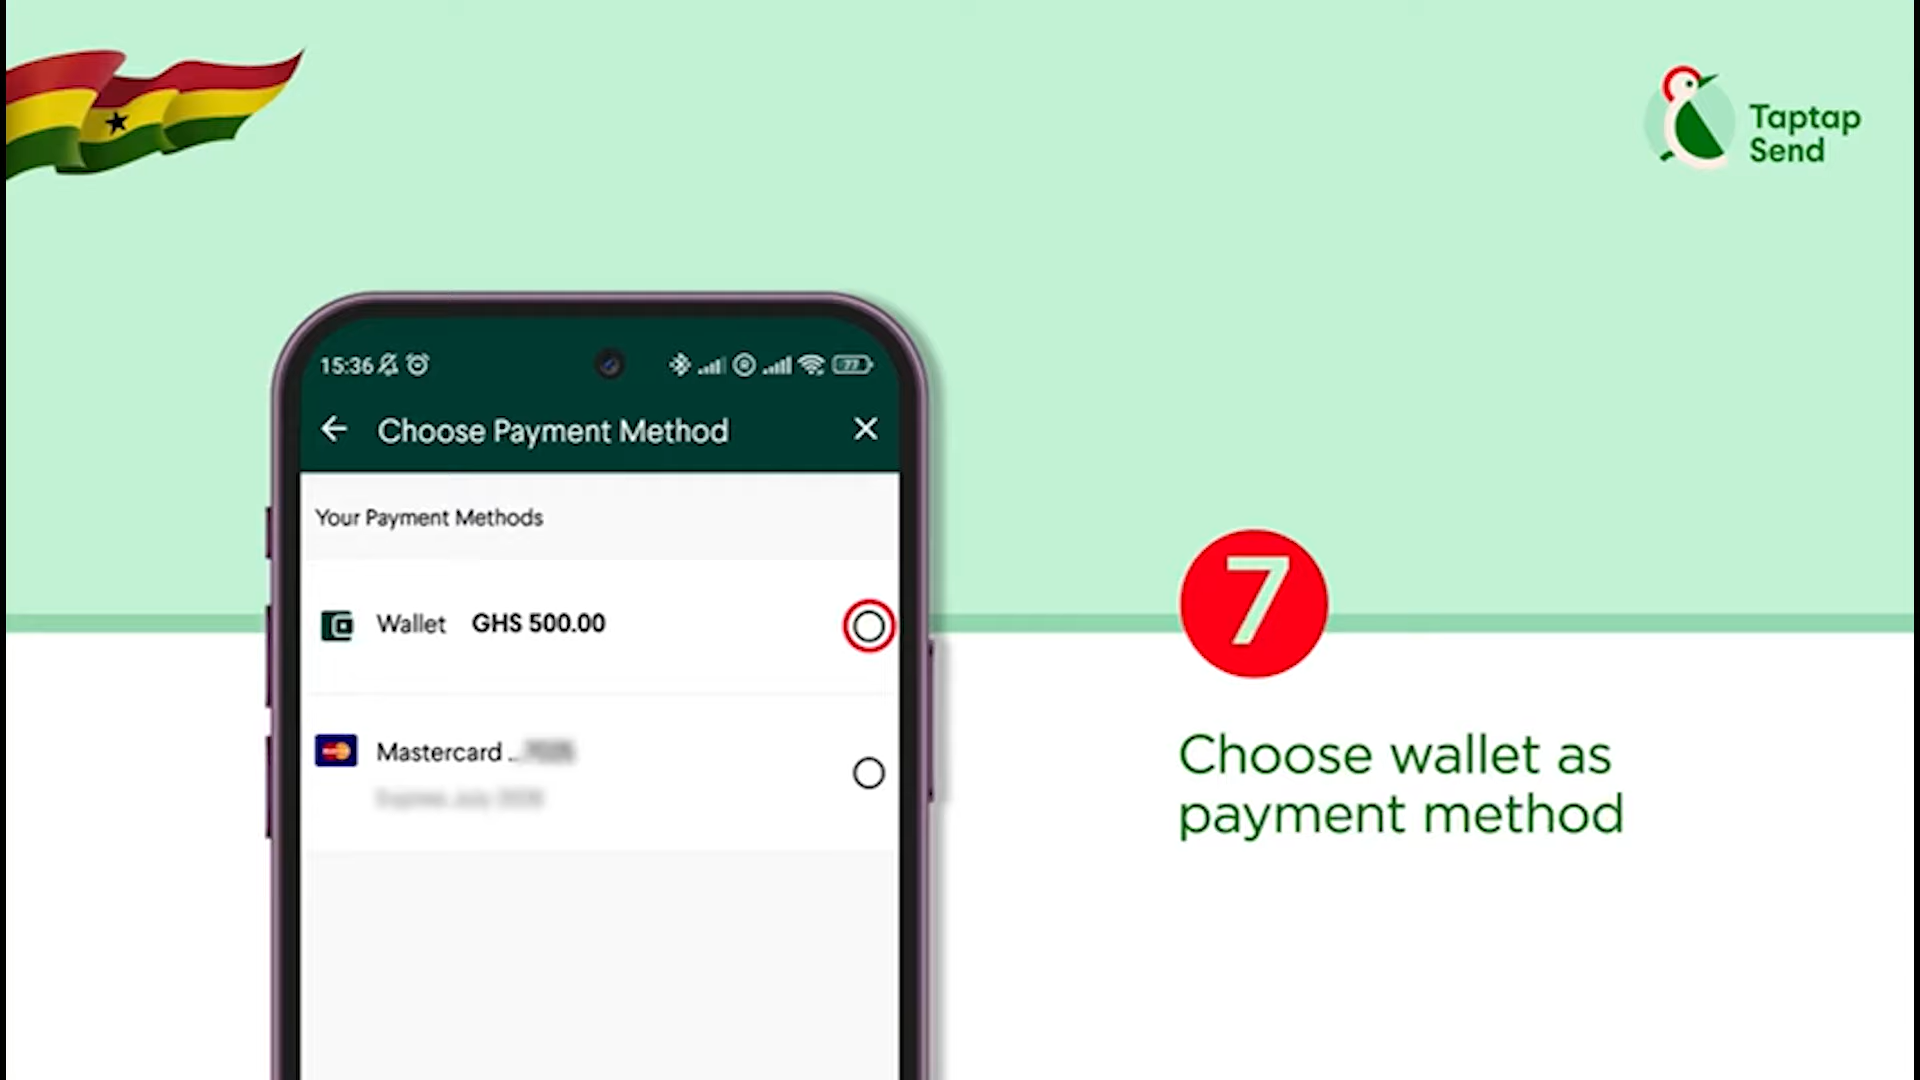 Taptap
Send
15:36
77
Choose Payment Method
Your Payment Methods
Wallet GHS 500.00
Mastercard ..
7
Choose wallet as
payment method